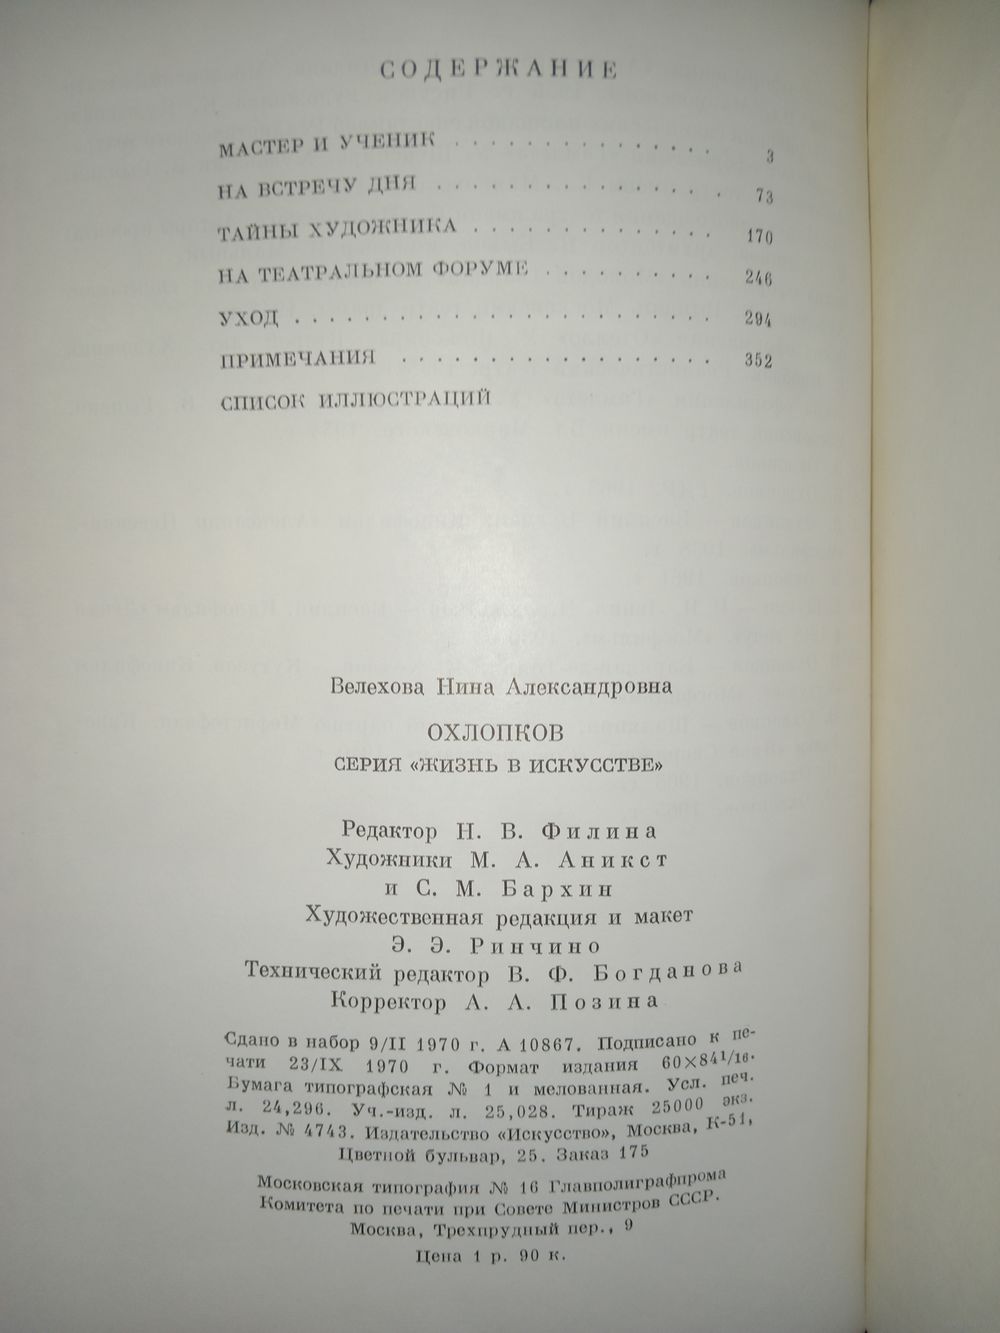 СОДЕРЖАНИЕ
МАСТЕР И УЧЕНИК . . . . . . . . . . . . . . . 3
НА ВСТРЕЧУ ДНЯ . . . . . . . . . . . . . . . . 73
ТАЙНЫ ХУДОЖНИКА . . . . . . . . . . . . . . 170
НА ТЕАТРАЛЬНОМ ФОРУМЕ . . . . . . . . . . 246
УХОД . . . . . . . . . . . . . . . . . . . . . . 294
ПРИМЕЧАНИЯ . . . . . . . . . . . . . . . . . 352
СПИСОК ИЛЛЮСТРАЦИЙ
Велехова Нина Александровна
ОХЛОПКОВ
СЕРИЯ «ЖИЗНЬ В ИСКУССТВЕ»
Редактор Н. В. Филина
Художники М. А. Аникст
и С. М. Бархин
Художественная редакция и макет
Э. Э. Ринчино
Технический редактор В. Ф. Богданова
Корректор А. А. Позина
Сдано в набор 9/II 1970 г. А 10867. Подписано к пе-
чати 23/IX 1970 г. Формат издания 60×84 1/16.
Бумага типографская № 1 и мелованная. Усл. печ.
л. 24,296. Уч.-изд. л. 25,028. Тираж 25000 экз.
Изд. № 4743. Издательство «Искусство», Москва, К-51,
Цветной бульвар, 25. Заказ 175
Московская типография № 16 Главполиграфпрома
Комитета по печати при Совете Министров СССР.
Москва, Трехпрудный пер., 9
Цена 1 р. 90 к.